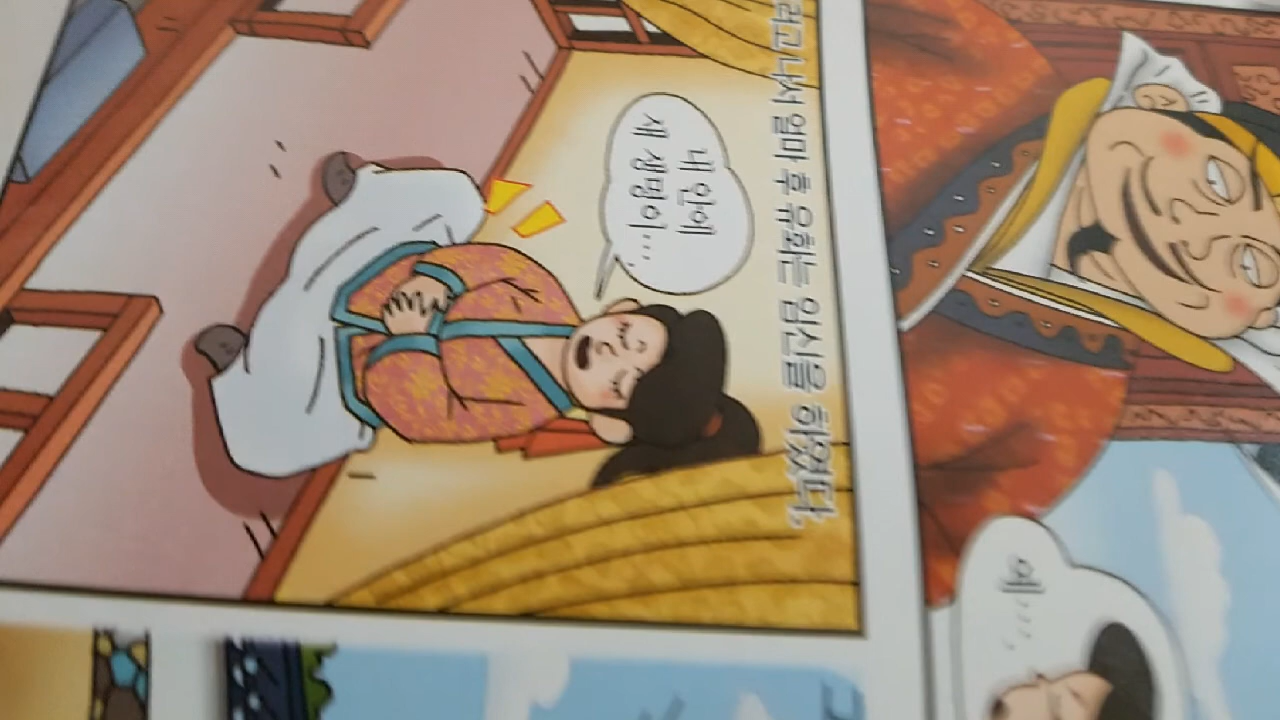 예…
러고 나서 얼마 후 유화는 임신을 하였다.
내 안에
새 생명이…